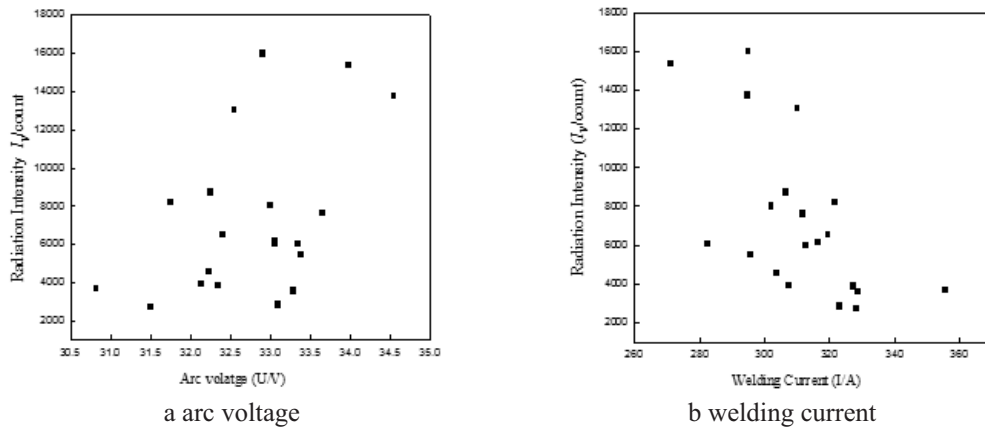 18000
16000
14000
12000
10000
8000
6000
4000
2000
Radiation Intensity Iv/count
30.5 31.0 31.5 32.0 32.5 33.0 33.5 34.0 34.5 35.0
Arc volatge (U/V)
a arc voltage
18000
16000
14000
12000
10000
8000
6000
4000
2000
Radiation Intensity (Iv/count)
260 280 300 320 340 360
Welding Current (I/A)
b welding current